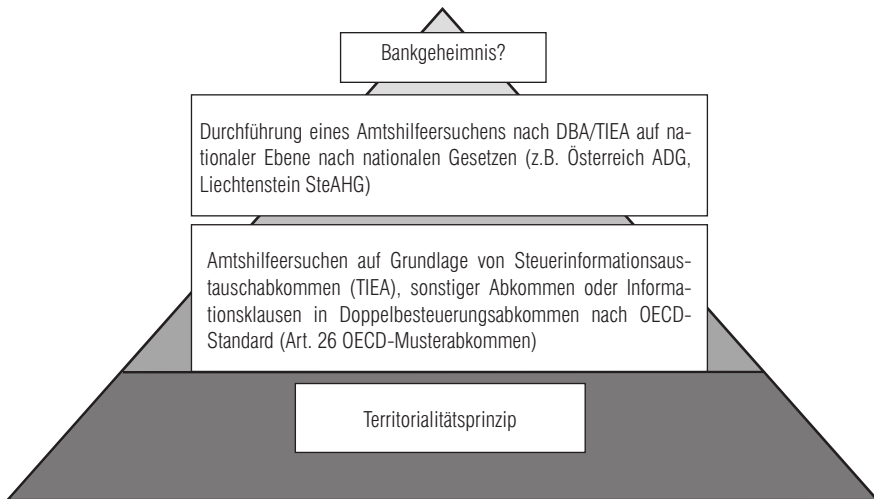 Bankgeheimnis?
Durchführung eines Amtshilfeersuchens nach DBA/TIEA auf na-
tionaler Ebene nach nationalen Gesetzen (z.B. Österreich ADG,
Liechtenstein SteAHG)
Amtshilfeersuchen auf Grundlage von Steuerinformationsaus-
tauschabkommen (TIEA), sonstiger Abkommen oder Informa-
tionsklausen in Doppelbesteuerungsabkommen nach OECD-
Standard (Art. 26 OECD-Musterabkommen)
Territorialitätsprinzip